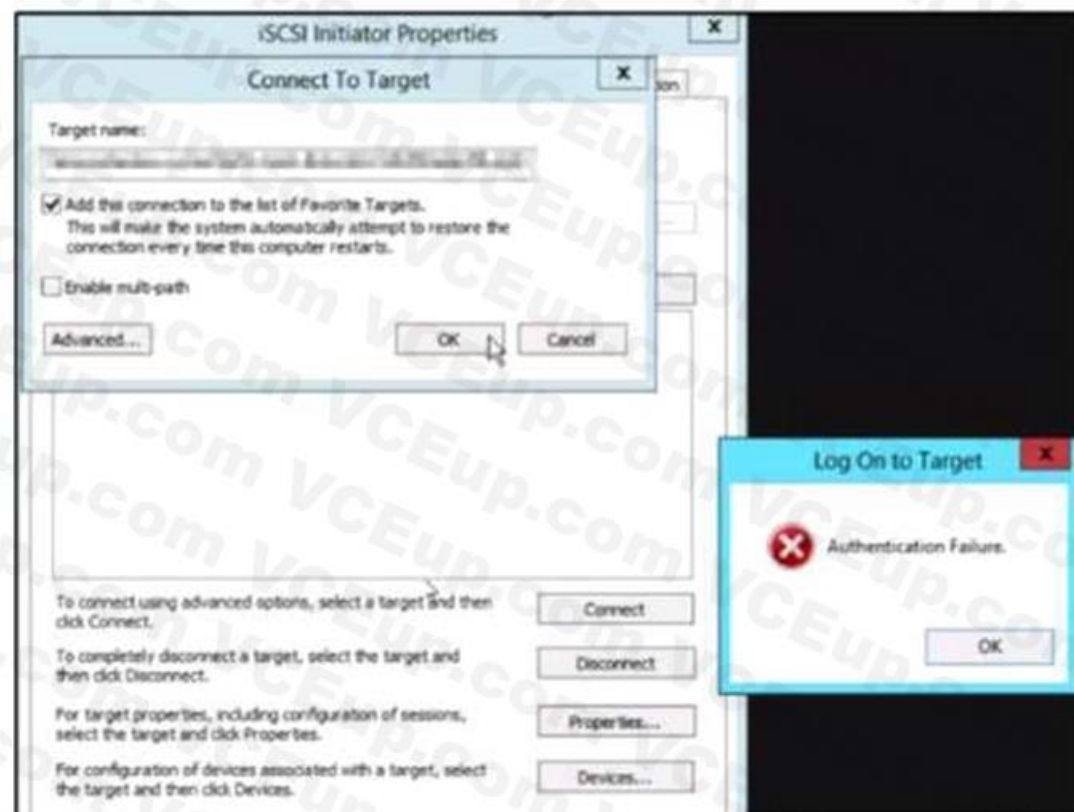 iSCSI Initiator Properties
x
Connect To Target
x
Target name:
Add this connection to the list of Favorite Targets.
This will make the system automatically attempt to restore the
connection every time this computer restarts.
Enable multi-path
Advanced...
OK
Cancel
Log On to Target
x
Authentication Failure.
OK
To connect using advanced options, select a target and then
click Connect.
Connect
To completely disconnect a target, select the target and
then click Disconnect.
Disconnect
For target properties, including configuration of sessions,
select the target and click Properties.
Properties...
For configuration of devices associated with a target, select
the target and then click Devices.
Devices...
VCEup.com